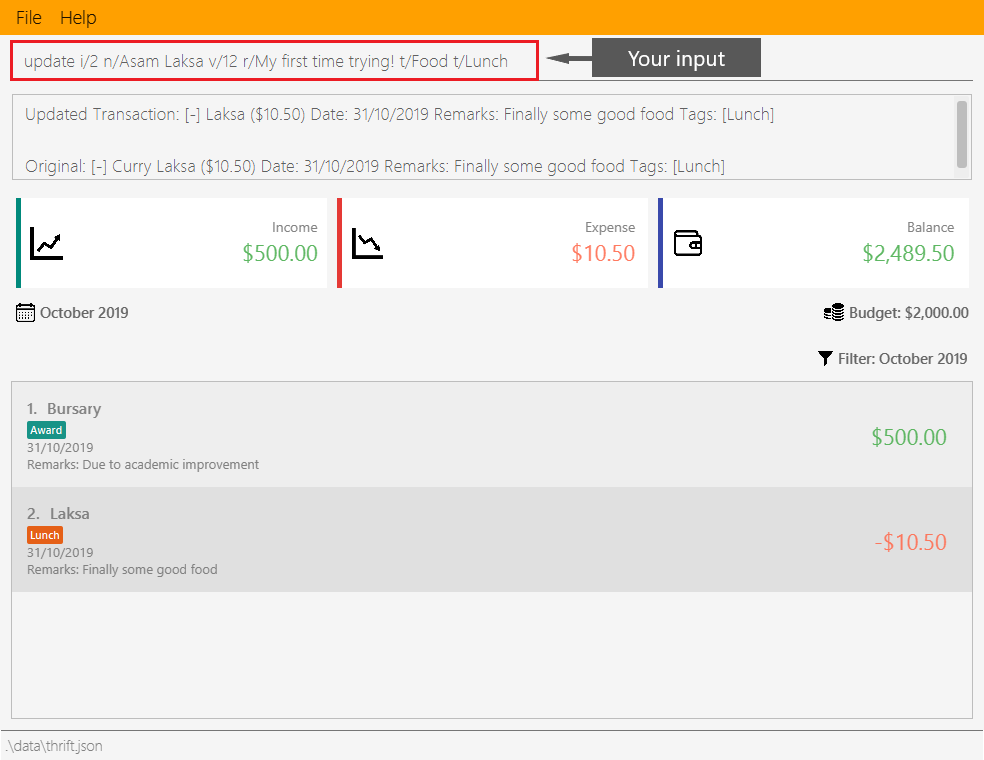 File Help
update i/2 n/Asam Laksa v/12 r/My first time trying! t/Food t/Lunch
Your input
Updated Transaction: [-] Laksa ($10.50) Date: 31/10/2019 Remarks: Finally some good food Tags: [Lunch]
Original: [-] Curry Laksa ($10.50) Date: 31/10/2019 Remarks: Finally some good food Tags: [Lunch]
Income
$500.00
Expense
$10.50
Balance
$2,489.50
October 2019
Budget: $2,000.00
Filter: October 2019
1. Bursary
Award
31/10/2019
Remarks: Due to academic improvement
$500.00
2. Laksa
Lunch
31/10/2019
Remarks: Finally some good food
-$10.50
.\data\thrift.json